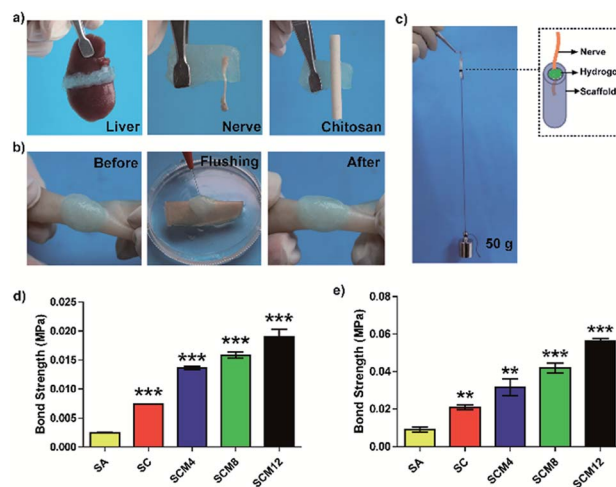 a)
Liver
Nerve
Chitosan
b)
Before
Flushing
After
c)
Nerve
Hydroge
Scaffold
50 g
d)
Bond Strength (MPa)
0.025
0.020
0.015
0.010
0.005
0.000
***
***
***
***
SA
SC
SCM4
SCM8
SCM12
e)
Bond Strength (MPa)
0.08
0.06
0.04
0.02
0.00
**
**
***
***
SA
SC
SCM4
SCM8
SCM12